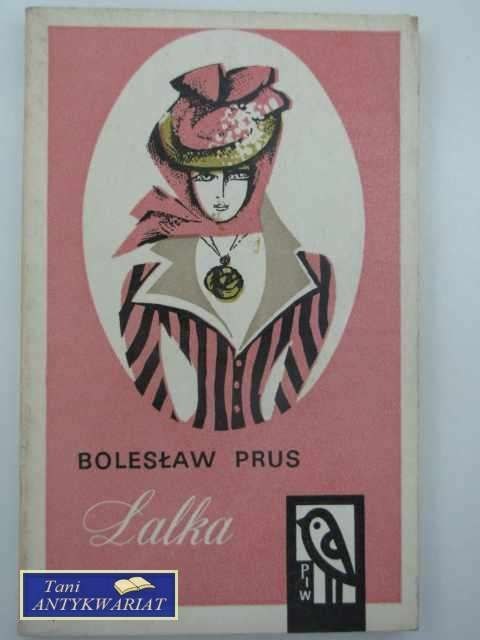 BOLESŁAW PRUS
Lalka
PIW
Tani
ANTYKWARIAT